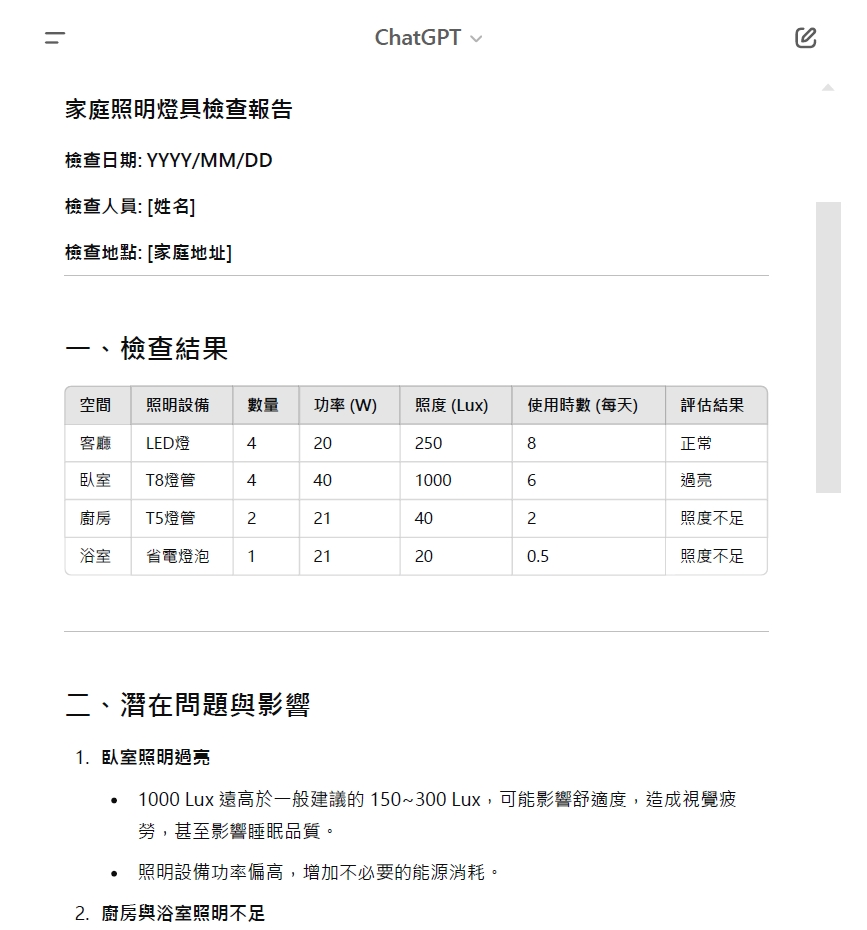 ChatGPT
家庭照明燈具檢查報告
檢查日期: YYYY/MM/DD
檢查人員: [姓名]
檢查地點: [家庭地址]
一、檢查結果
空間 照明設備 數量 功率 (W) 照度 (Lux) 使用時數 (每天) 評估結果
客廳 LED燈 4 20 250 8 正常
臥室 T8燈管 4 40 1000 6 過亮
廚房 T5燈管 2 21 40 2 照度不足
浴室 省電燈泡 1 21 20 0.5 照度不足
二、潛在問題與影響
1. 臥室照明過亮
• 1000 Lux 遠高於一般建議的 150~300 Lux，可能影響舒適度，造成視覺疲
勞，甚至影響睡眠品質。
• 照明設備功率偏高，增加不必要的能源消耗。
2. 廚房與浴室照明不足